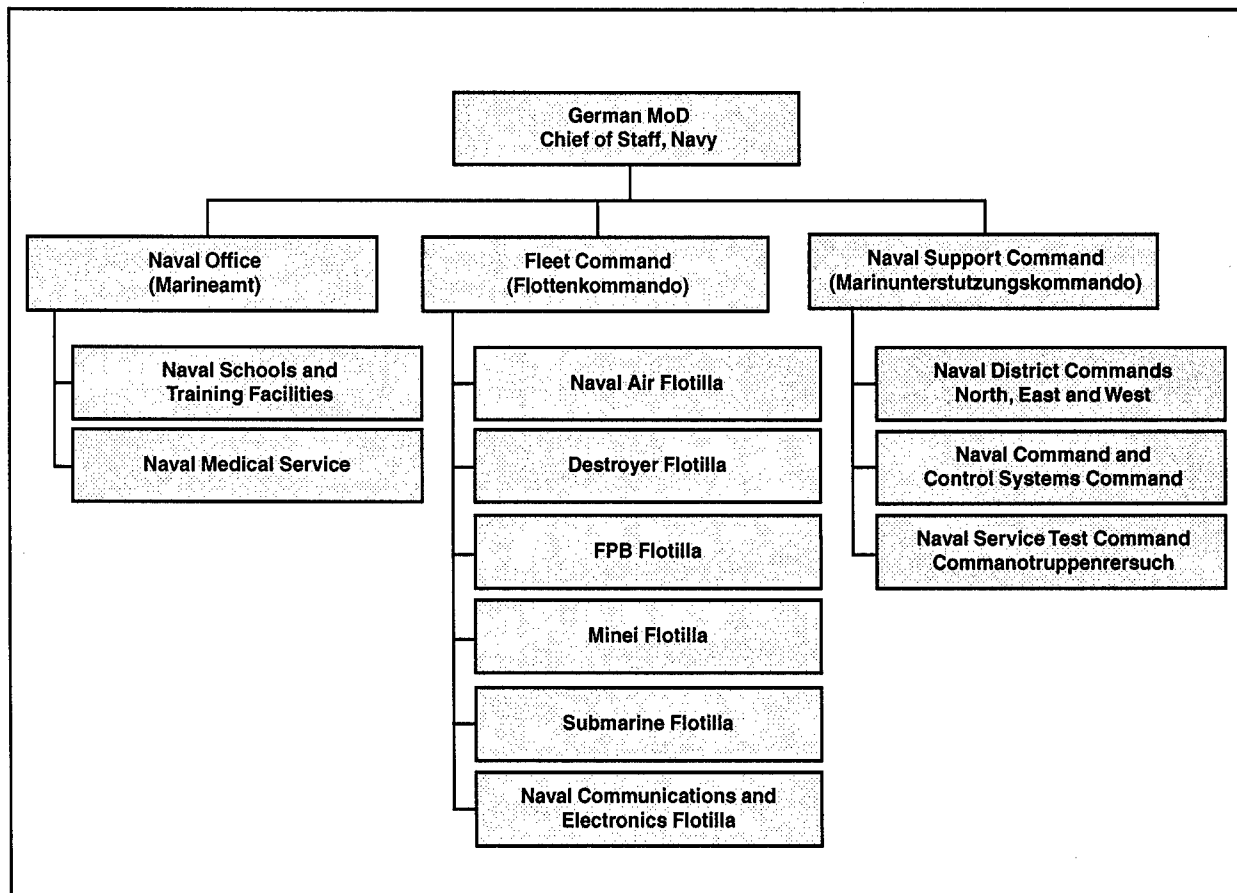 German MoD
Chief of Staff, Navy
Naval Office
(Marineamt)
Naval Schools and
Training Facilities
Naval Medical Service
Fleet Command
(Flottenkommando)
Naval Air Flotilla
Destroyer Flotilla
FPB Flotilla
Minei Flotilla
Submarine Flotilla
Naval Communications and
Electronics Flotilla
Naval Support Command
(Marinunterstutzungskommando)
Naval District Commands
North, East and West
Naval Command and
Control Systems Command
Naval Service Test Command
Commanotruppenrersuch